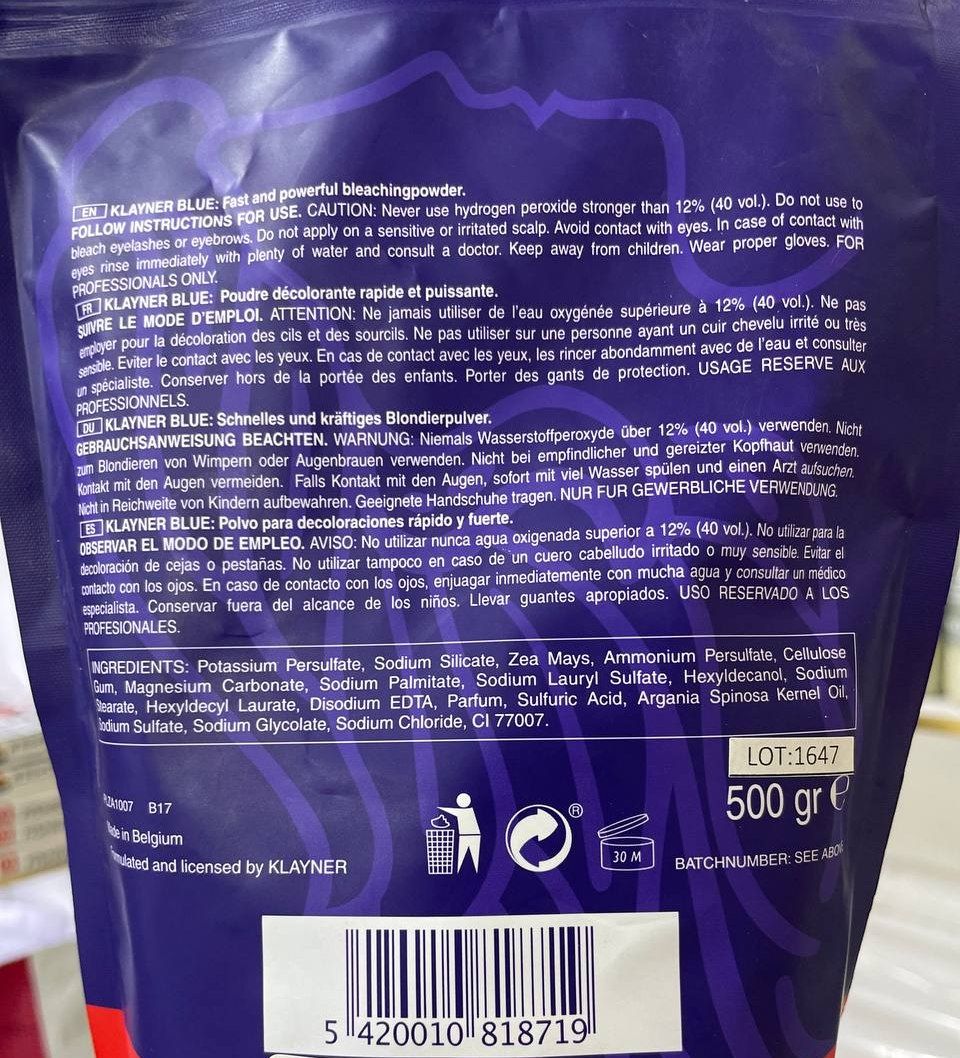 EN KLAYNER BLUE: Fast and powerful bleachingpowder.
FOLLOW INSTRUCTIONS FOR USE. CAUTION: Never use hydrogen peroxide stronger than 12% (40 vol.). Do not use to
bleach eyelashes or eyebrows. Do not apply on a sensitive or irritated scalp. Avoid contact with eyes. In case of contact with
eyes rinse immediately with plenty of water and consult a doctor. Keep away from children. Wear proper gloves. FOR
PROFESSIONALS ONLY.
FR KLAYNER BLUE: Poudre décolorante rapide et puissante.
SUIVRE LE MODE D'EMPLOI. ATTENTION: Ne jamais utiliser de l'eau oxygénée supérieure à 12% (40 vol.). Ne pas
employer pour la décoloration des cils et des sourcils. Ne pas utiliser sur une personne ayant un cuir chevelu irrité ou très
sensible. Eviter le contact avec les yeux. En cas de contact avec les yeux, les rincer abondamment avec de l'eau et consulter
un spécialiste. Conserver hors de la portée des enfants. Porter des gants de protection. USAGE RESERVE AUX
PROFESSIONNELS.
DU KLAYNER BLUE: Schnelles und kräftiges Blondierpulver.
GEBRAUCHSANWEISUNG BEACHTEN. WARNUNG: Niemals Wasserstoffperoxyde über 12% (40 vol.) verwenden. Nicht
zum Blondieren von Wimpern oder Augenbrauen verwenden. Nicht bei empfindlicher und gereizter Kopfhaut verwenden.
Kontakt mit den Augen vermeiden. Falls Kontakt mit den Augen, sofort mit viel Wasser spülen und einen Arzt aufsuchen.
Nicht in Reichweite von Kindern aufbewahren. Geeignete Handschuhe tragen. NUR FUR GEWERBLICHE VERWENDUNG.
ES KLAYNER BLUE: Polvo para decoloraciones rápido y fuerte.
OBSERVAR EL MODO DE EMPLEO. AVISO: No utilizar nunca agua oxigenada superior a 12% (40 vol.). No utilizar para la
decoloración de cejas o pestañas. No utilizar tampoco en caso de un cuero cabelludo irritado o muy sensible. Evitar el
contacto con los ojos. En caso de contacto con los ojos, enjuagar inmediatamente con mucha agua y consultar un médico
especialista. Conservar fuera del alcance de los niños. Llevar guantes apropiados. USO RESERVADO A LOS
PROFESIONALES.
INGREDIENTS: Potassium Persulfate, Sodium Silicate, Zea Mays, Ammonium Persulfate, Cellulose
Gum, Magnesium Carbonate, Sodium Palmitate, Sodium Lauryl Sulfate, Hexyldecanol, Sodium
Stearate, Hexyldecyl Laurate, Disodium EDTA, Parfum, Sulfuric Acid, Argania Spinosa Kernel Oil,
Sodium Sulfate, Sodium Glycolate, Sodium Chloride, CI 77007.
LOT:1647
500 gr e
B17
Made in Belgium
Formulated and licensed by KLAYNER
®
30 M
BATCHNUMBER: SEE ABOVE
5 420010 818719